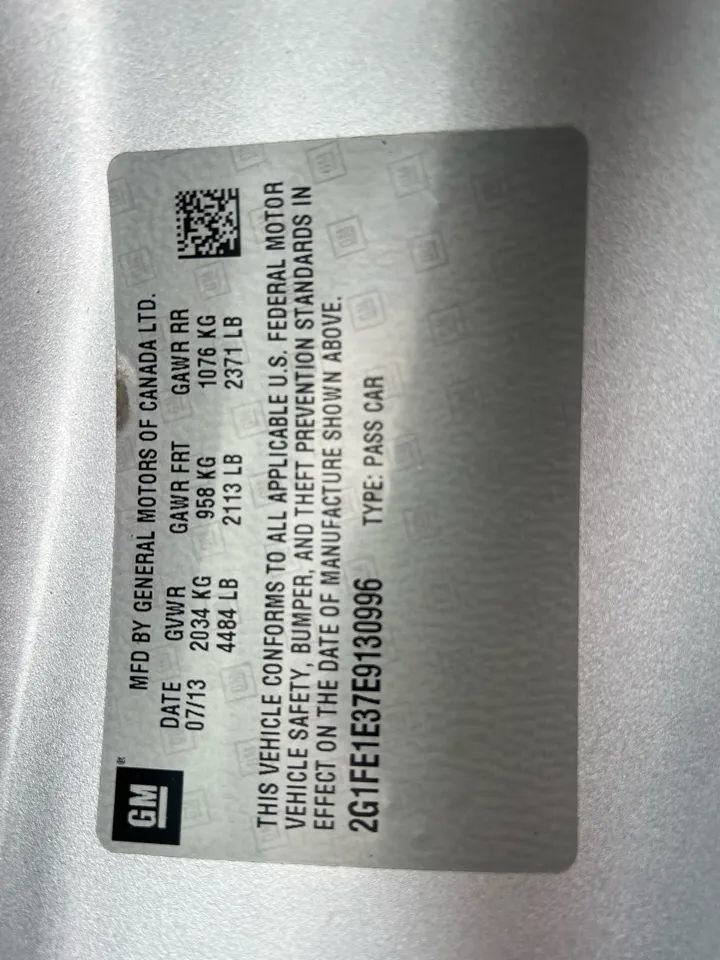 GM®
MFD BY GENERAL MOTORS OF CANADA LTD.
DATE GVWR GAWR FRT GAWR RR
07/13 2034 KG 958 KG 1076 KG
4484 LB 2113 LB 2371 LB
THIS VEHICLE CONFORMS TO ALL APPLICABLE U.S. FEDERAL MOTOR
VEHICLE SAFETY, BUMPER, AND THEFT PREVENTION STANDARDS IN
EFFECT ON THE DATE OF MANUFACTURE SHOWN ABOVE.
2G1FE1E37E9130996 TYPE: PASS CAR